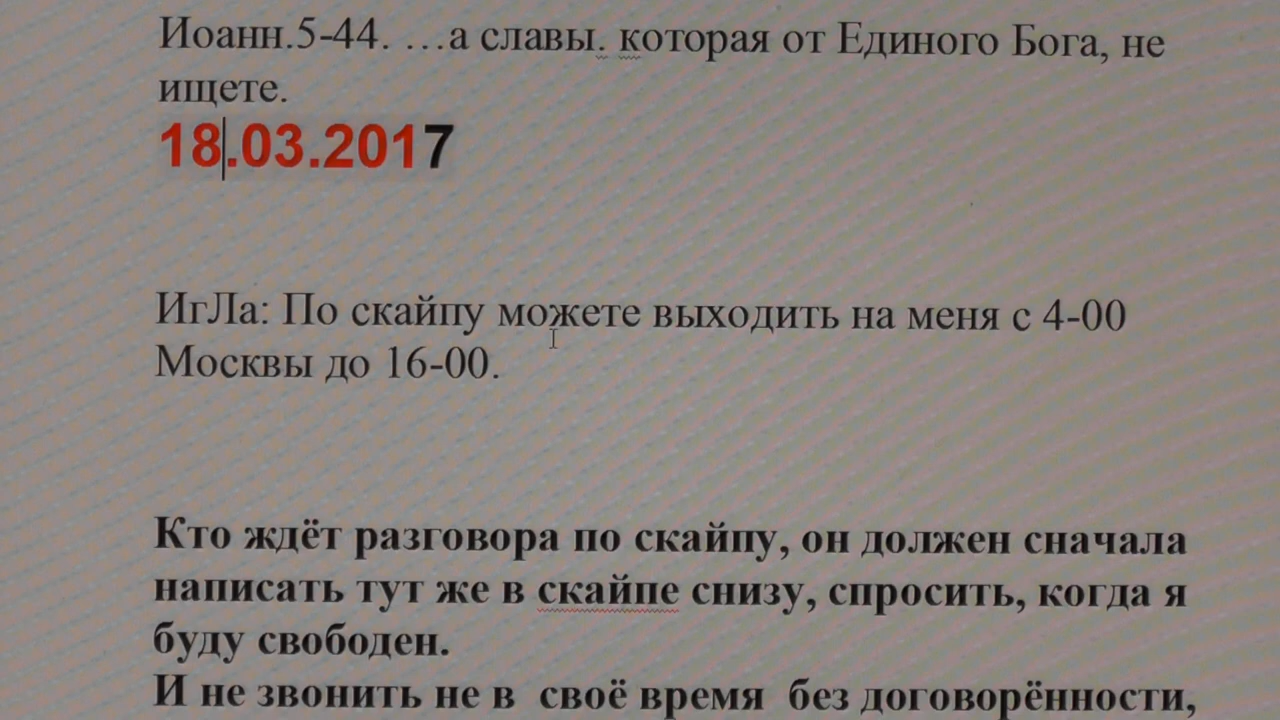 Иоанн.5-44. …а славы. которая от Единого Бога, не
ищете.
18.03.2017
ИгЛа: По скайпу можете выходить на меня с 4-00
Москвы до 16-00.
Кто ждёт разговора по скайпу, он должен сначала
написать тут же в скайпе снизу, спросить, когда я
буду свободен.
И не звонить не в  своё время  без договорённости,